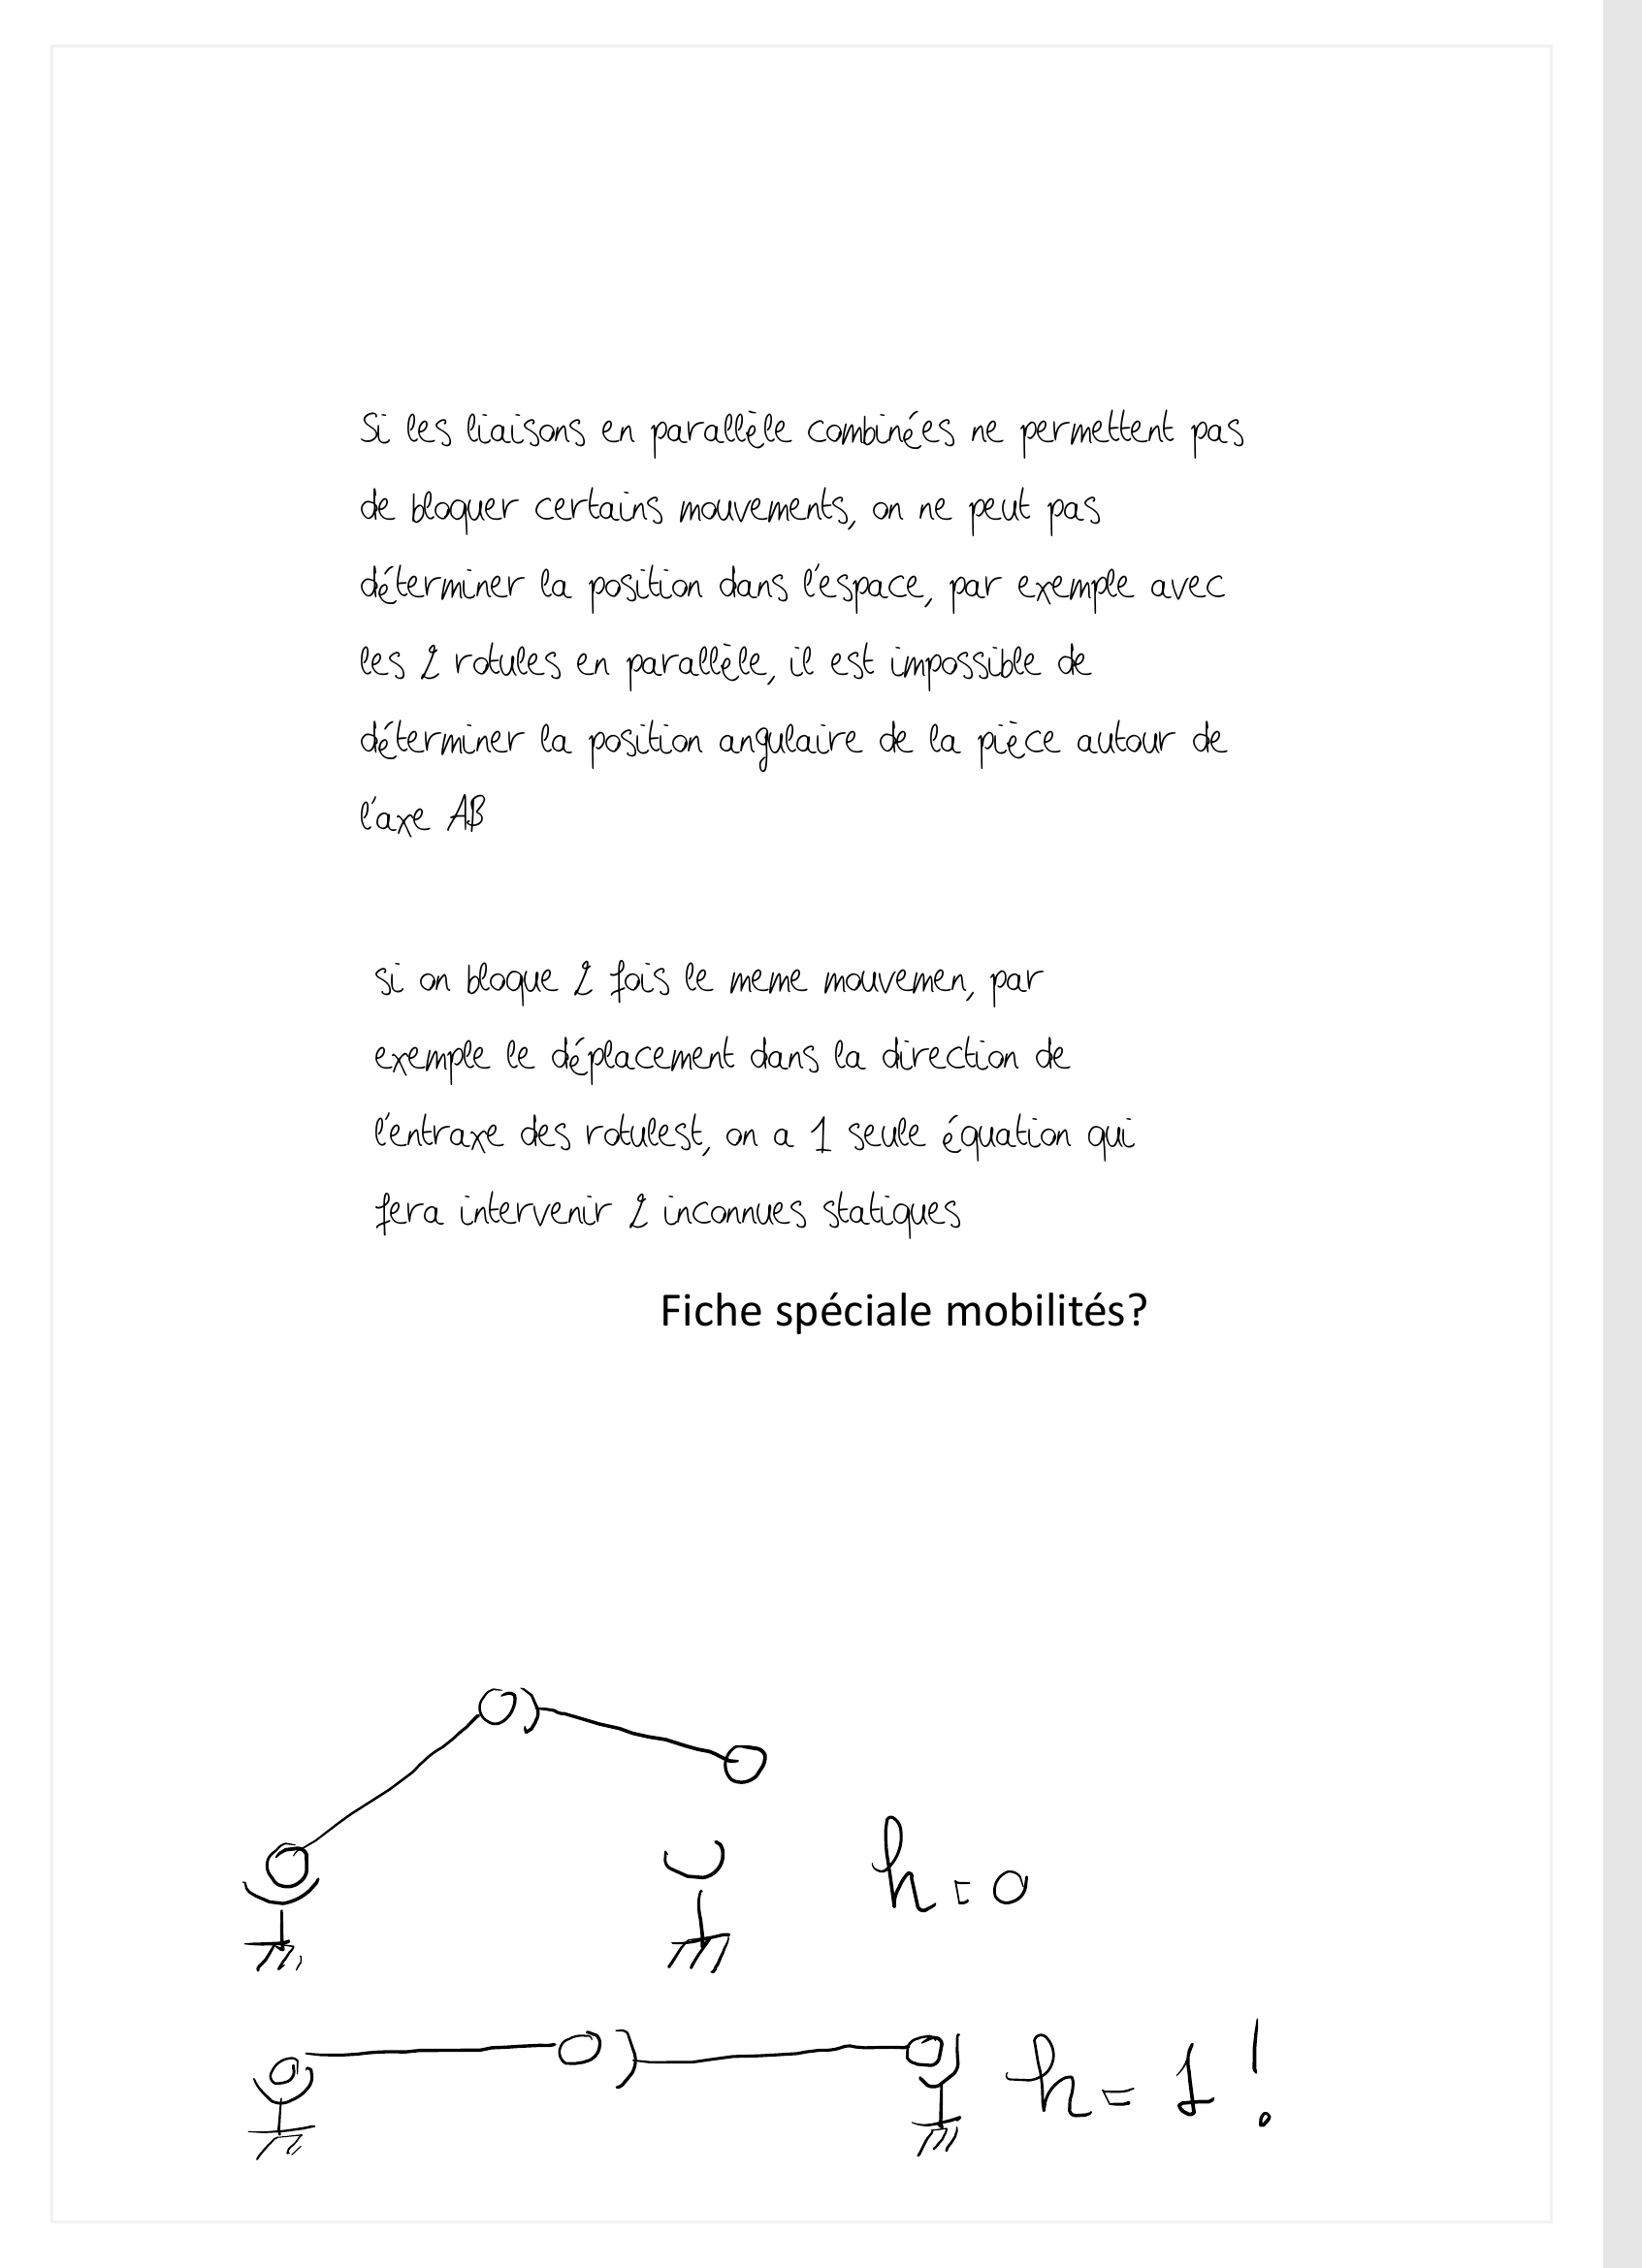 Si les liaisons en parallèle combinées ne permettent pas
de bloquer certains mouvements, on ne peut pas
déterminer la position dans l'espace, par exemple avec
les 2 rotules en parallèle, il est impossible de
déterminer la position angulaire de la pièce autour de
l'axe AB
si on bloque 2 fois le meme mouvemen, par
exemple le déplacement dans la direction de
l'entraxe des rotulest, on a 1 seule équation qui
fera intervenir 2 inconnues statiques
Fiche spéciale mobilités?
h=0
h=1!